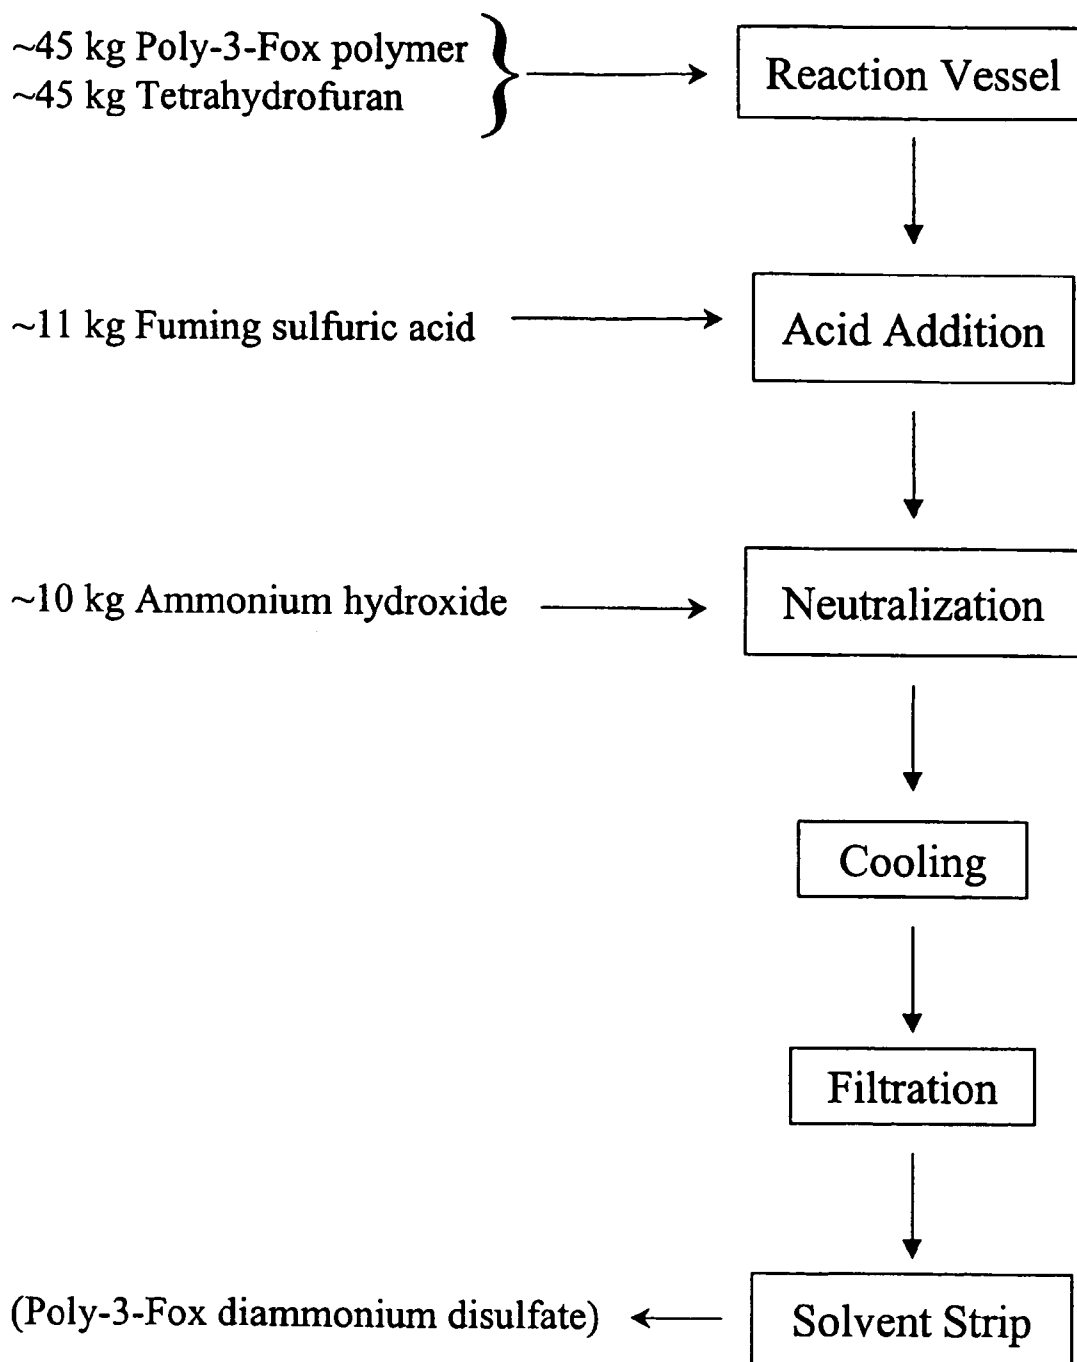 ~45 kg Poly-3-Fox polymer
~45 kg Tetrahydrofuran
Reaction Vessel
~11 kg Fuming sulfuric acid
Acid Addition
~10 kg Ammonium hydroxide
Neutralization
Cooling
Filtration
(Poly-3-Fox diammonium disulfate)
Solvent Strip